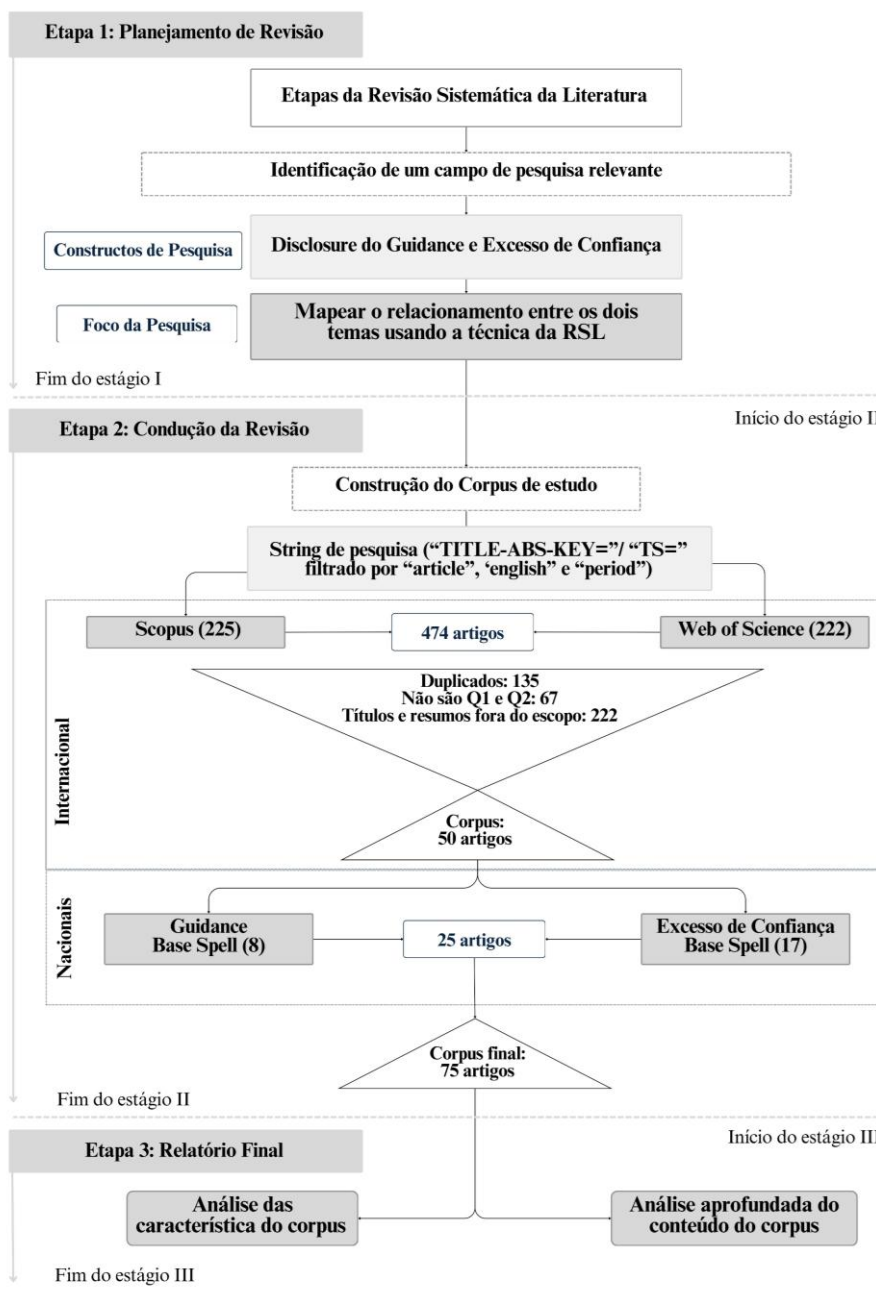 Etapa 1: Planejamento de Revisão
Etapas da Revisão Sistemática da Literatura
Identificação de um campo de pesquisa relevante
Constructos de Pesquisa
Disclosure do Guidance e Excesso de Confiança
Foco da Pesquisa
Mapear o relacionamento entre os dois
temas usando a técnica da RSL
Fim do estágio I
Início do estágio II
Etapa 2: Condução da Revisão
Construção do Corpus de estudo
String de pesquisa (“TITLE-ABS-KEY=”/ “TS=”
filtrado por “article”, ‘english” e “period”)
Internacional
Scopus (225)
474 artigos
Web of Science (222)
Duplicados: 135
Não são Q1 e Q2: 67
Títulos e resumos fora do escopo: 222
Corpus:
50 artigos
Nacionais
Guidance
Base Spell (8)
25 artigos
Excesso de Confiança
Base Spell (17)
Corpus final:
75 artigos
Fim do estágio II
Início do estágio III
Etapa 3: Relatório Final
Análise das
característica do corpus
Análise aprofundada do
conteúdo do corpus
Fim do estágio III